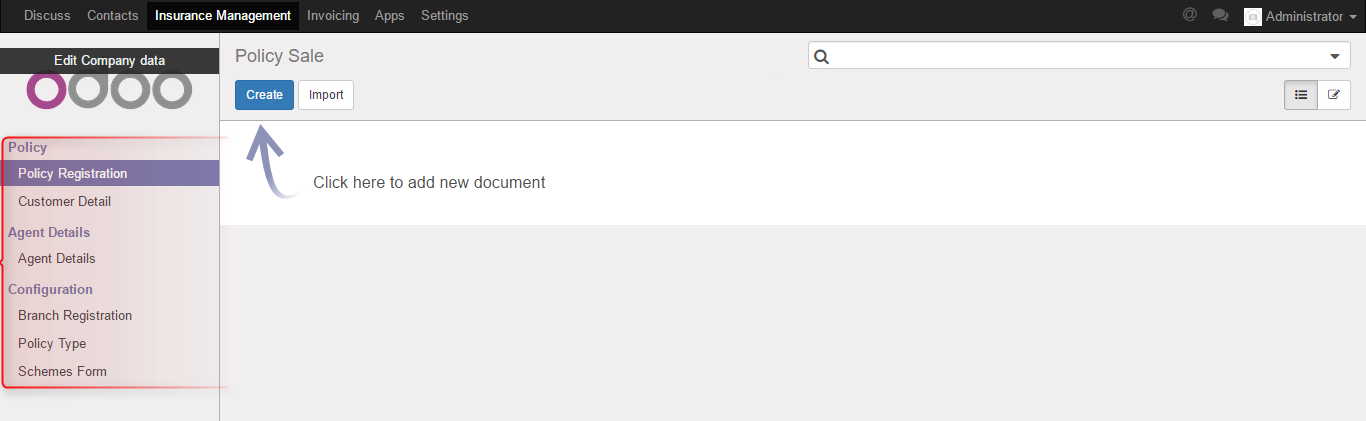 Discuss Contacts Insurance Management Invoicing Apps Settings @ Administrator
Edit Company data
odoo
Policy
Policy Registration
Customer Detail
Agent Details
Agent Details
Configuration
Branch Registration
Policy Type
Schemes Form
Policy Sale
Create Import
Click here to add new document